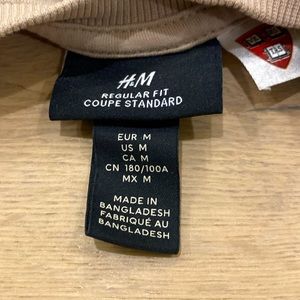 H&M
REGULAR FIT
COUPE STANDARD
EUR M
US M
CA M
CN 180/100A
MX M
MADE IN
BANGLADESH
FABRIQUÉ AU
BANGLADESH